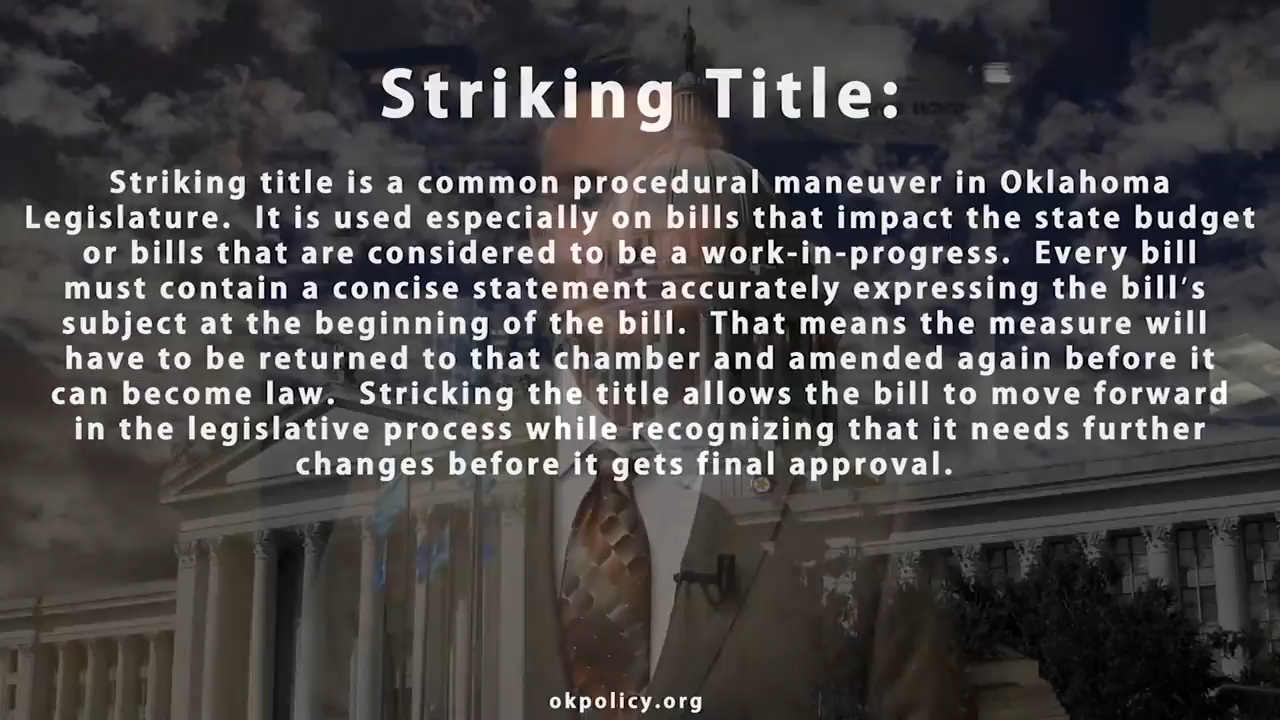 Striking Title:
Striking title is a common procedural maneuver in Oklahoma
Legislature.  It is used especially on bills that impact the state budget
or bills that are considered to be a work-in-progress.  Every bill
must contain a concise statement accurately expressing the bill's
subject at the beginning of the bill.  That means the measure will
have to be returned to that chamber and amended again before it
can become law.  Stricking the title allows the bill to move forward
in the legislative process while recognizing that it needs further
changes before it gets final approval.
okpolicy.org